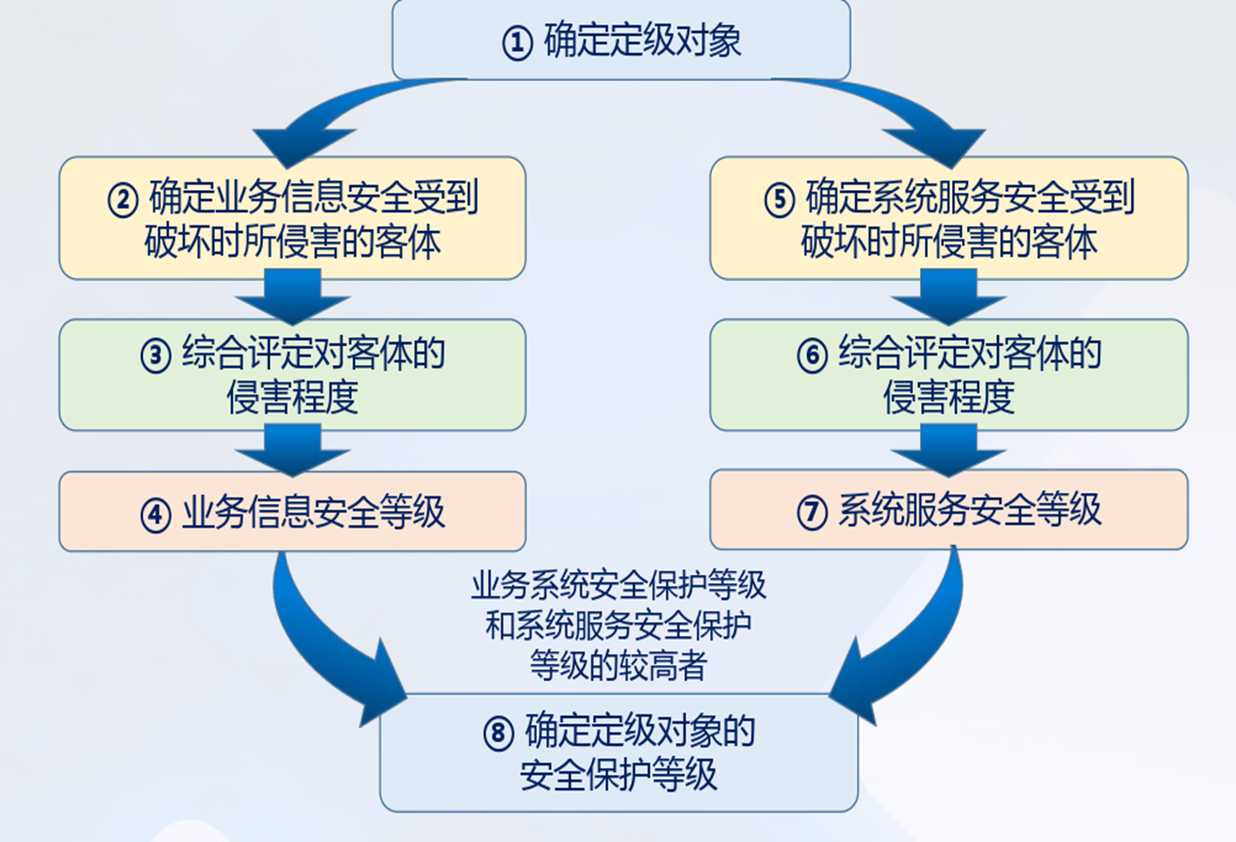 ① 确定定级对象
② 确定业务信息安全受到
破坏时所侵害的客体
③ 综合评定对客体的
侵害程度
④ 业务信息安全等级
⑤ 确定系统服务安全受到
破坏时所侵害的客体
⑥ 综合评定对客体的
侵害程度
⑦ 系统服务安全等级
业务系统安全保护等级
和系统服务安全保护
等级的较高者
⑧ 确定定级对象的
安全保护等级